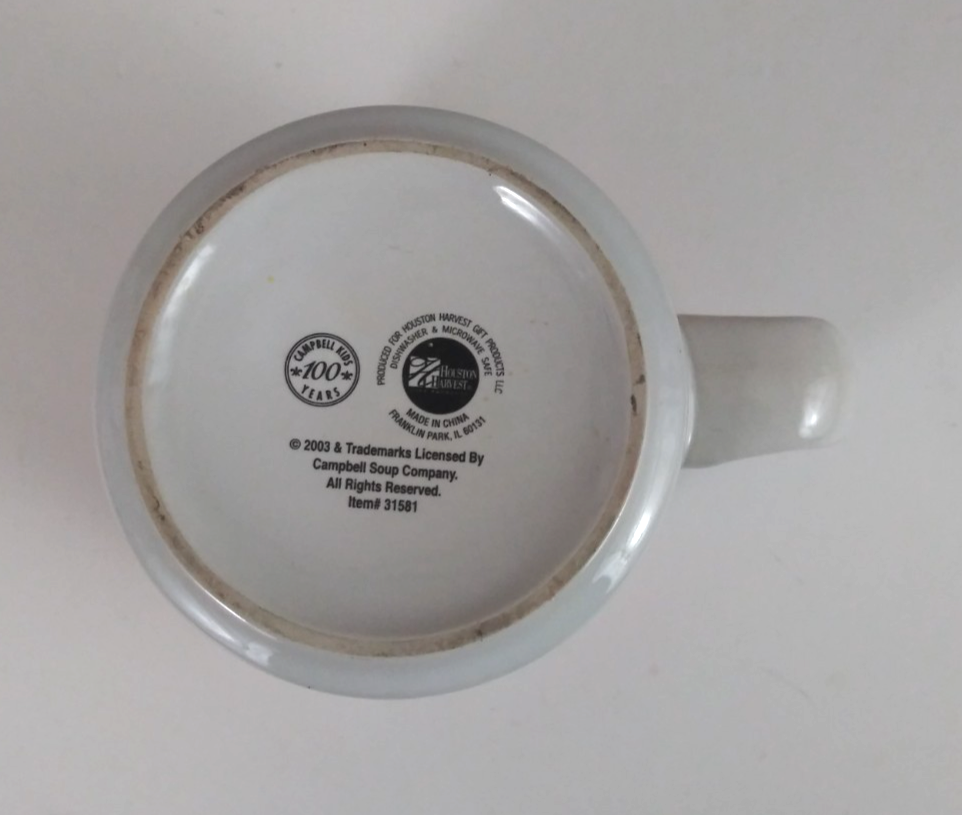 CAMPBELL KIDS
100
YEARS
PRODUCED FOR HOUSTON HARVEST GIFT PRODUCTS LLC
DISHWASHER & MICROWAVE SAFE
HOUSTON
HARVEST
MADE IN CHINA
FRANKLIN PARK, IL 60131
© 2003 & Trademarks Licensed By
Campbell Soup Company.
All Rights Reserved.
Item# 31581